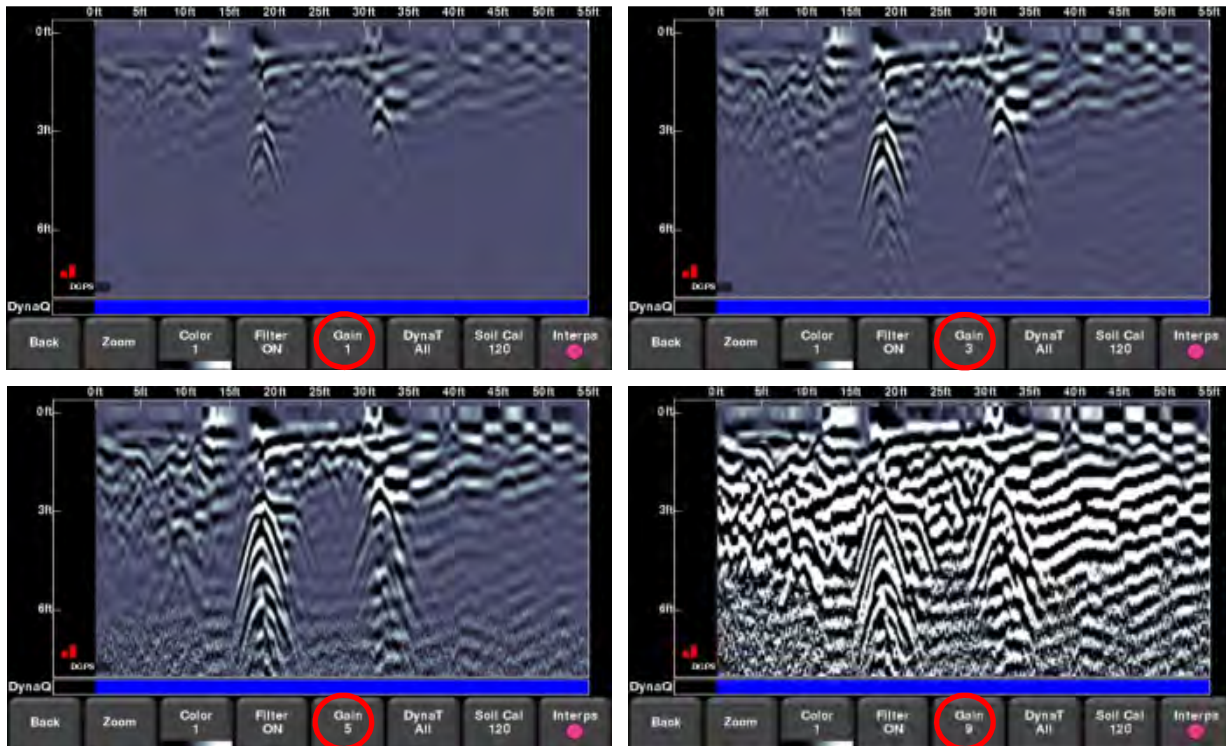 0ft 5ft 10ft 15ft 20ft 25ft 30ft 35ft 40ft 45ft 50ft 55ft
0ft
3ft
6ft
DGPS
DynaQ
Back Zoom Color 1 Filter ON Gain 1 DynaT All Soil Cal 120 Interps
0ft 5ft 10ft 15ft 20ft 25ft 30ft 35ft 40ft 45ft 50ft 55ft
0ft
3ft
6ft
DGPS
Back Zoom Color 1 Filter ON Gain 3 DynaT All Soil Cal 120 Interps
0ft 5ft 10ft 15ft 20ft 25ft 30ft 35ft 40ft 45ft 50ft 55ft
0ft
3ft
6ft
DGPS
DynaQ
Back Zoom Color 1 Filter ON Gain 5 DynaT All Soil Cal 120 Interps
0ft 5ft 10ft 15ft 20ft 25ft 30ft 35ft 40ft 45ft 50ft 55ft
0ft
3ft
6ft
DGPS
DynaQ
Back Zoom Color 1 Filter ON Gain 9 DynaT All Soil Cal 120 Interps